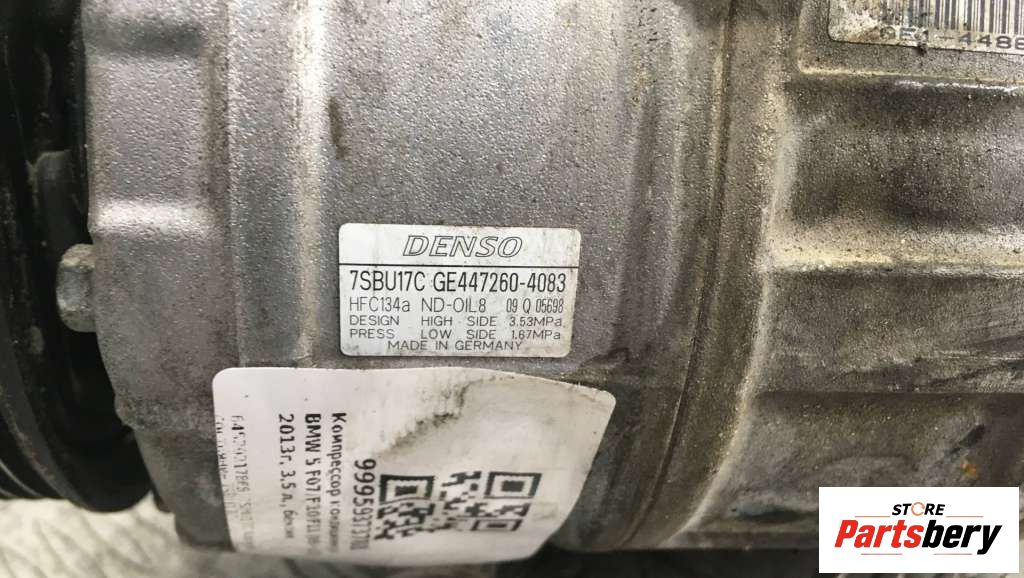 DENSO
7SBU17C GE447260-4083
HFC134a ND-OIL8 09 Q 05698
DESIGN HIGH SIDE 3.53MPa
PRESS LOW SIDE 1.67MPa
MADE IN GERMANY
Компрессор
BMW 5 F07/F10/F11
2013г, 3.5 л, бензин
STORE
Partsbery